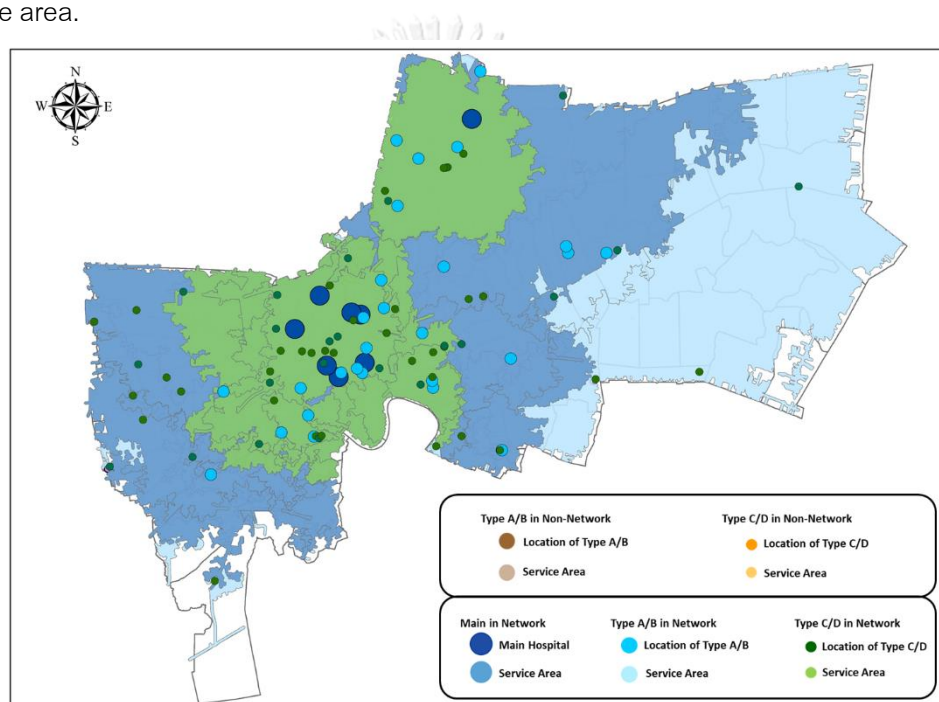 e area.
N
W E
S
Type A/B in Non-Network Type C/D in Non-Network
Location of Type A/B Location of Type C/D
Service Area Service Area
Main in Network Type A/B in Network Type C/D in Network
Main Hospital Location of Type A/B Location of Type C/D
Service Area Service Area Service Area